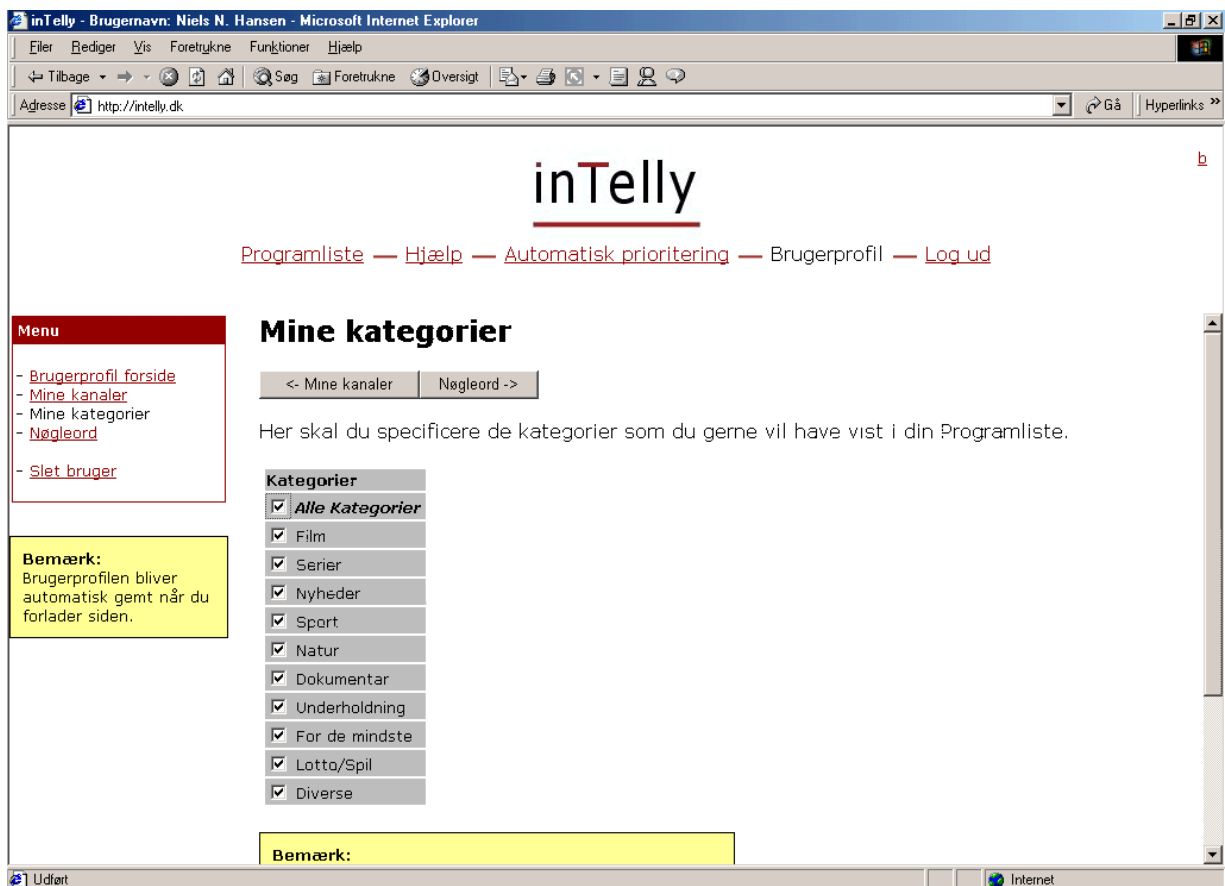 inTelly - Brugernavn: Niels N. Hansen - Microsoft Internet Explorer
Filer Rediger Vis Foretrukne Funktioner Hjælp
Tilbage Søg Foretrukne Oversigt
Adresse http://intelly.dk Gå Hyperlinks »
b
inTelly
Programliste — Hjælp — Automatisk prioritering — Brugerprofil — Log ud
Menu
- Brugerprofil forside
- Mine kanaler
- Mine kategorier
- Nøgleord
- Slet bruger
Bemærk:
Brugerprofilen bliver
automatisk gemt når du
forlader siden.
Mine kategorier
<- Mine kanaler Nøgleord ->
Her skal du specificere de kategorier som du gerne vil have vist i din Programliste.
Kategorier
Alle Kategorier
Film
Serier
Nyheder
Sport
Natur
Dokumentar
Underholdning
For de mindste
Lotto/Spil
Diverse
Bemærk:
Udført Internet